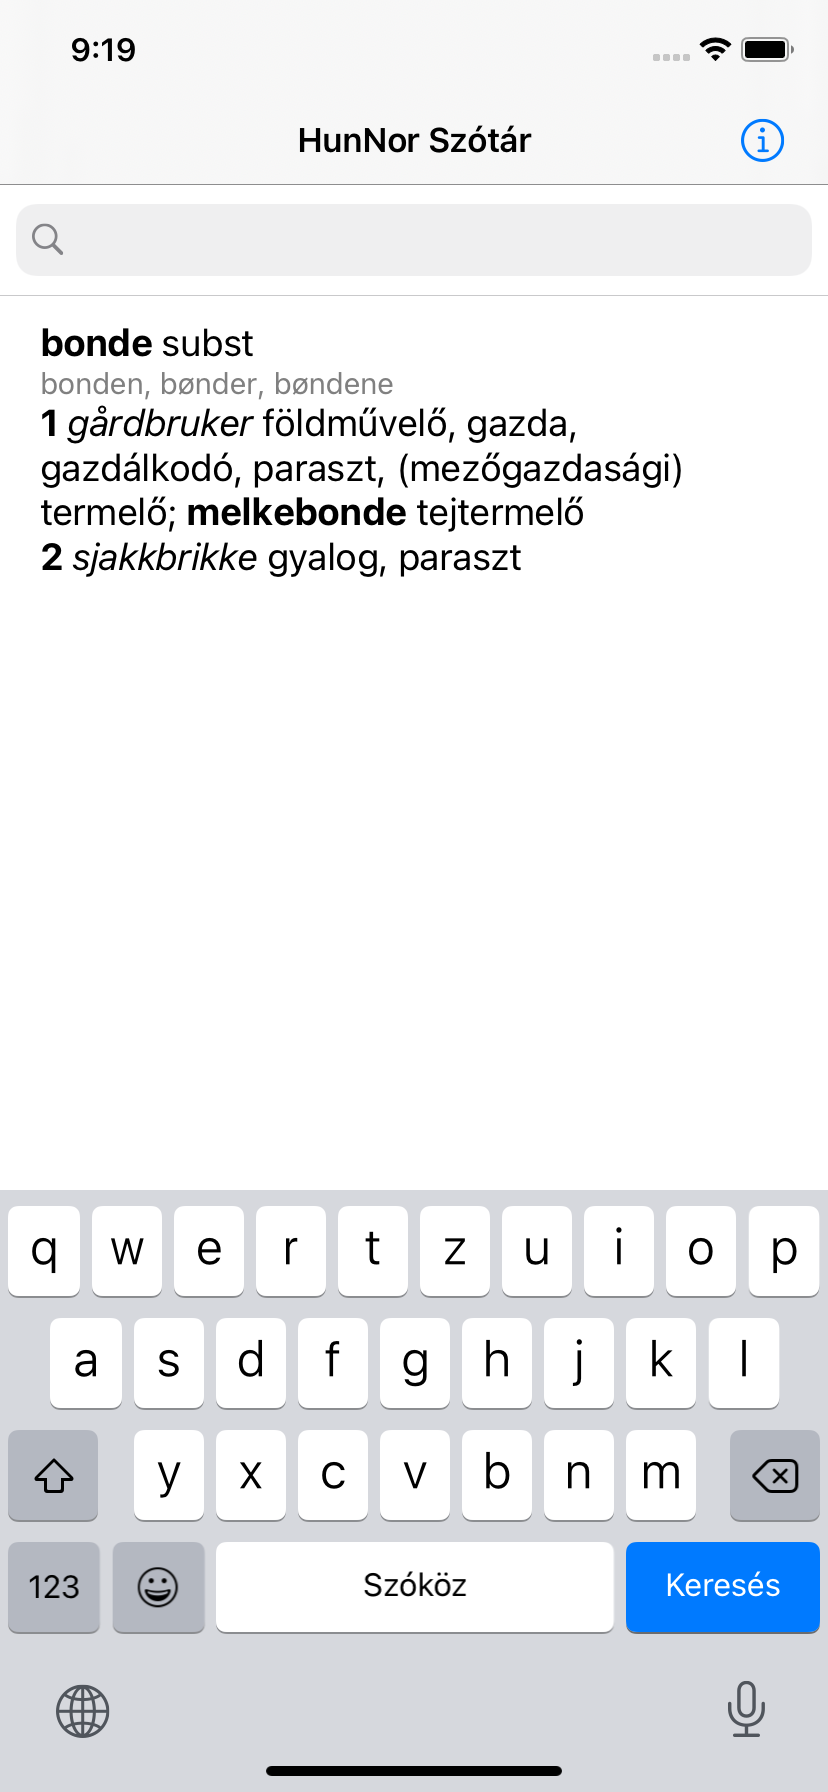 9:19
HunNor Szótár
bonde subst
bonden, bønder, bøndene
1 gårdbruker földművelő, gazda,
gazdálkodó, paraszt, (mezőgazdasági)
termelő; melkebonde tejtermelő
2 sjakkbrikke gyalog, paraszt
q w e r t z u i o p
a s d f g h j k l
y x c v b n m
123 Szóköz Keresés